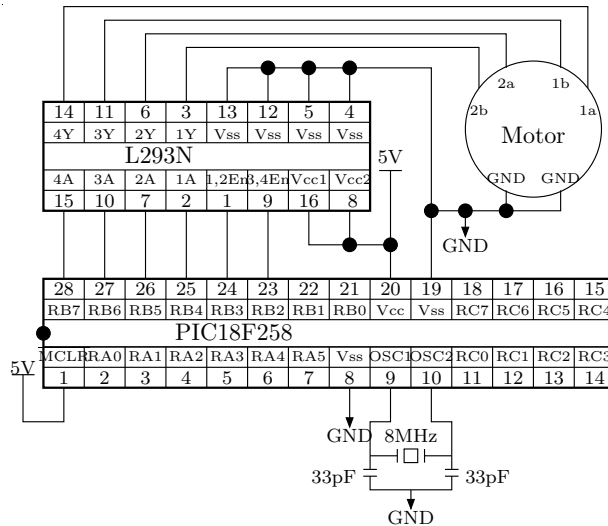 14 11 6 3 13 12 5 4
4Y 3Y 2Y 1Y Vss Vss Vss Vss
L293N
4A 3A 2A 1A 1,2En 3,4En Vcc1 Vcc2
15 10 7 2 1 9 16 8
2a 1b
2b 1a
Motor
GND GND
5V
GND
28 27 26 25 24 23 22 21 20 19 18 17 16 15
RB7 RB6 RB5 RB4 RB3 RB2 RB1 RB0 Vcc Vss RC7 RC6 RC5 RC4
PIC18F258
MCLR RA0 RA1 RA2 RA3 RA4 RA5 Vss OSC1 OSC2 RC0 RC1 RC2 RC3
1 2 3 4 5 6 7 8 9 10 11 12 13 14
5V
GND 8MHz
33pF 33pF
GND